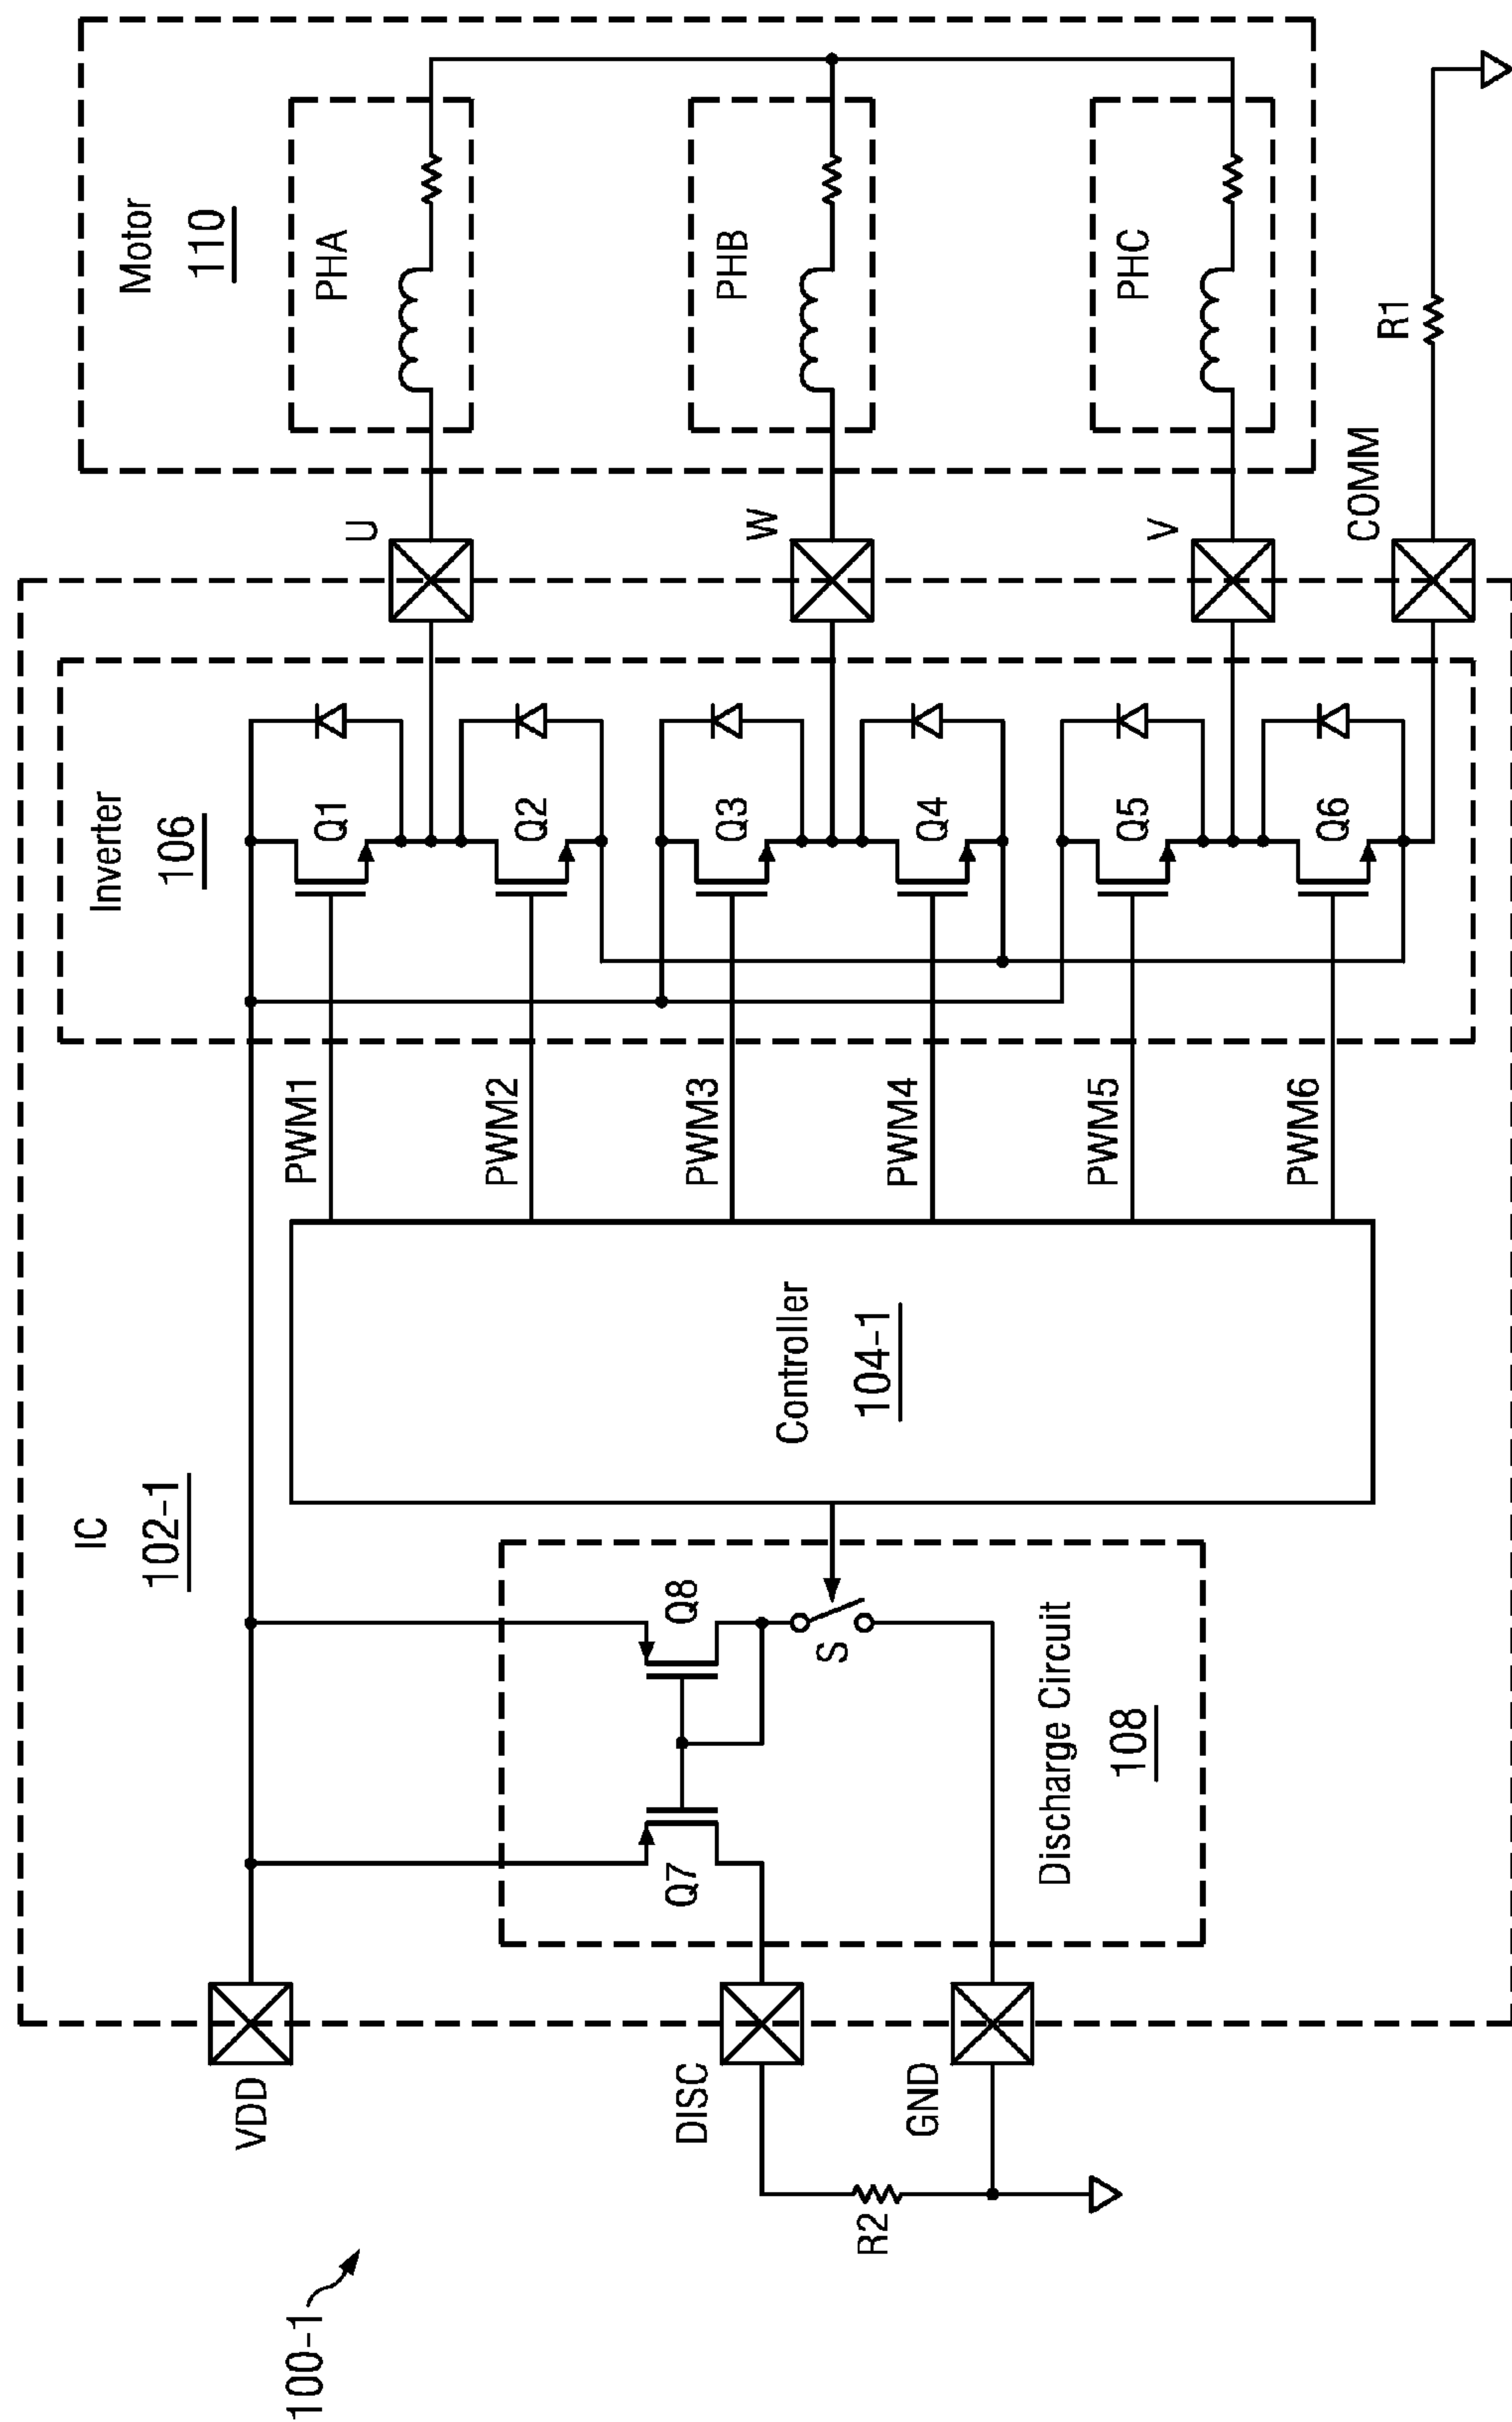 100-1
VDD
DISC
GND
R2
IC
102-1
Q7
Q8
S
Discharge Circuit
108
Controller
104-1
PWM1
PWM2
PWM3
PWM4
PWM5
PWM6
Inverter
106
Q1
Q2
Q3
Q4
Q5
Q6
U
W
V
COMM
R1
Motor
110
PHA
PHB
PHC